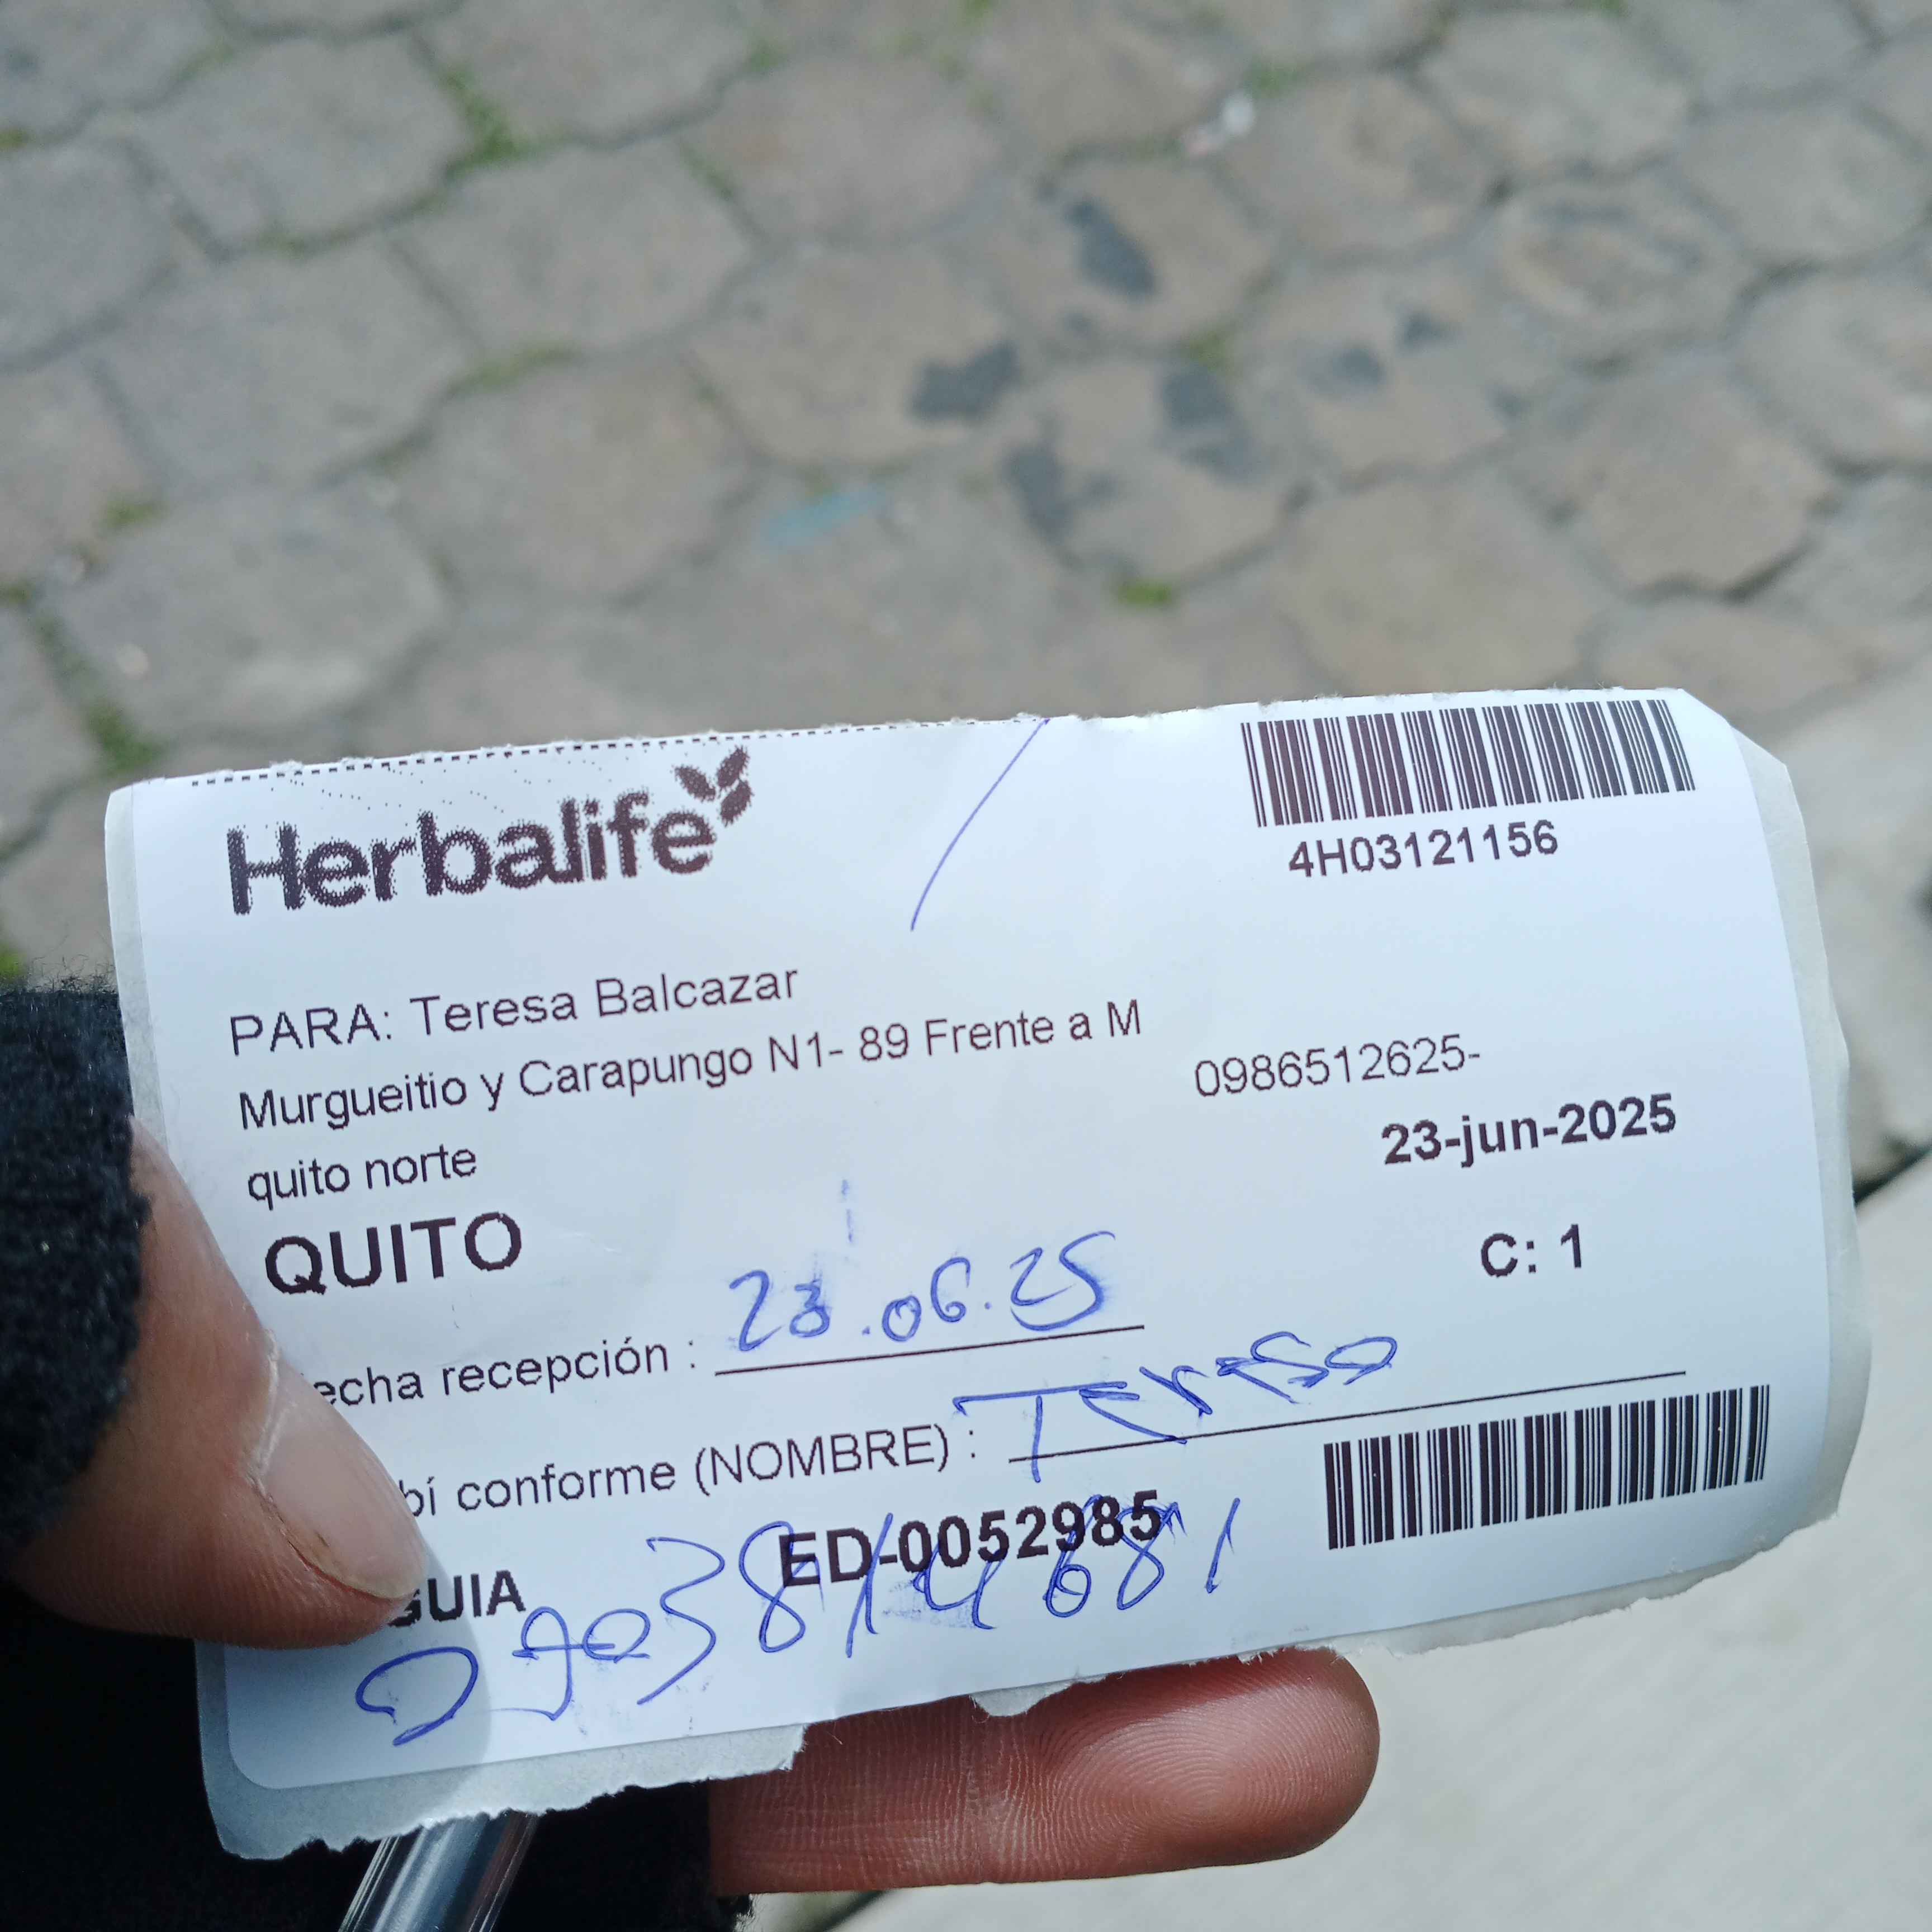 Herbalife
4H03121156
PARA: Teresa Balcazar
Murgueitio y Carapungo N1- 89 Frente a M
0986512625-
quito norte
23-jun-2025
QUITO
C: 1
echa recepción : 23.06.25
bí conforme (NOMBRE) : Teresa
GUIA ED-0052985